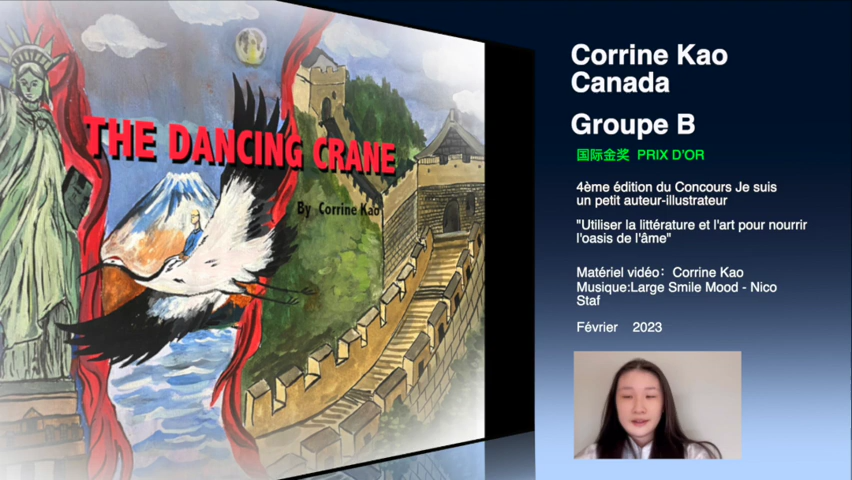 THE DANCING CRANE
By Corrine Kao
Corrine Kao
Canada
Groupe B
国际金奖 PRIX D'OR
4ème édition du Concours Je suis
un petit auteur-illustrateur
"Utiliser la littérature et l'art pour nourrir
l'oasis de l'âme"
Matériel vidéo：Corrine Kao
Musique:Large Smile Mood - Nico
Staf
Février 2023